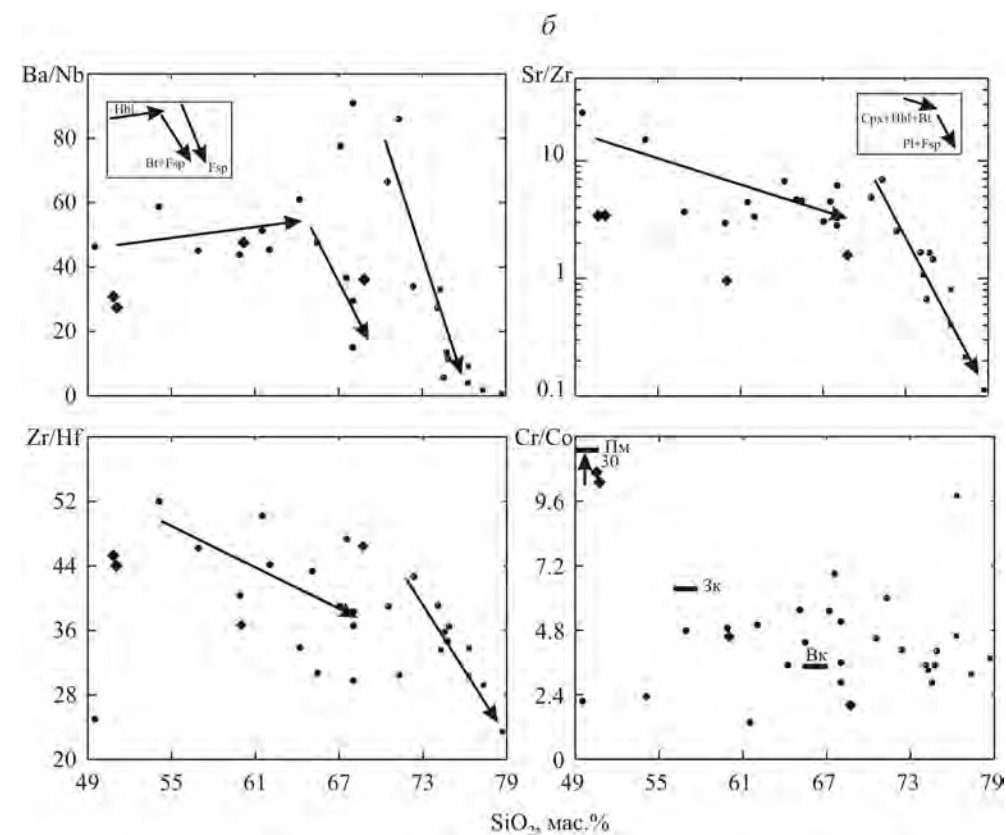 б
Ba/Nb
Hbl
Bt+Fsp
Fsp
80
60
40
20
0
Sr/Zr
Cpx+Hbl+Bt
Pl+Fsp
10
1
0.1
Zr/Hf
52
44
36
28
20
49 55 61 67 73 79
Cr/Co
Пм
30
Зк
Вк
9.6
7.2
4.8
2.4
0
49 55 61 67 73 79
SiO₂, мас.%